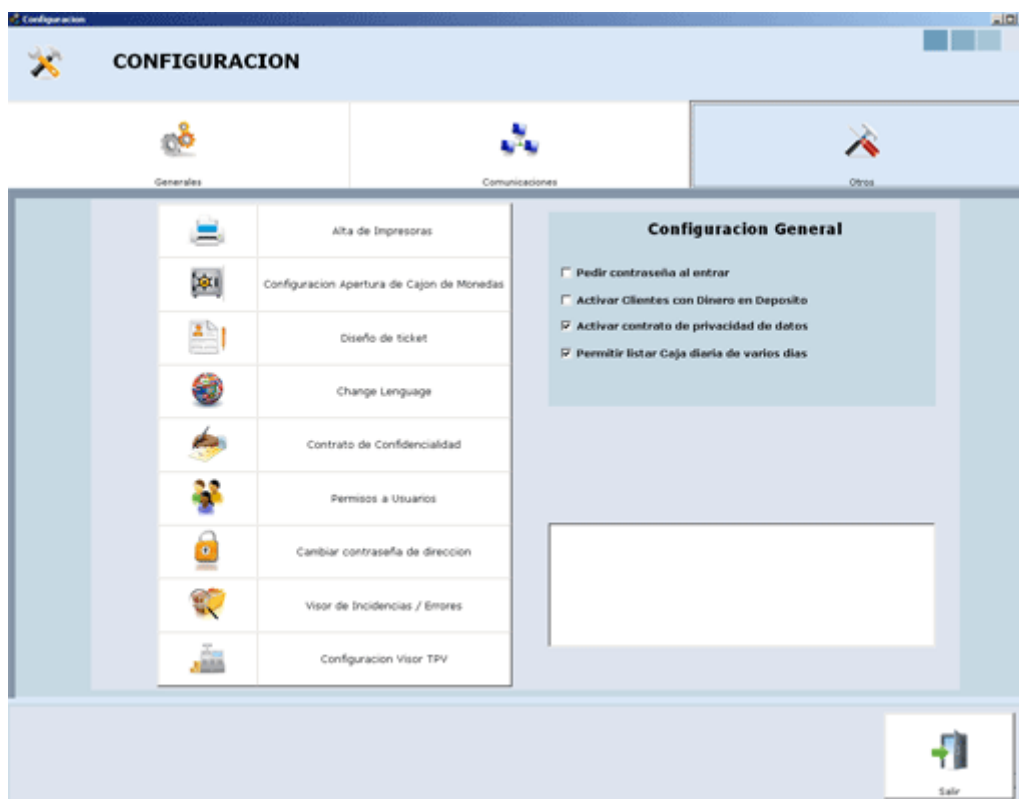 Configuracion
CONFIGURACION
Generales
Comunicaciones
Otros
Alta de Impresoras
Configuracion Apertura de Cajon de Monedas
Diseño de ticket
Change Lenguage
Contrato de Confidencialidad
Permisos a Usuarios
Cambiar contraseña de direccion
Visor de Incidencias / Errores
Configuracion Visor TPV
Configuracion General
Pedir contraseña al entrar
Activar Clientes con Dinero en Deposito
Activar contrato de privacidad de datos
Permitir listar Caja diaria de varios dias
Salir